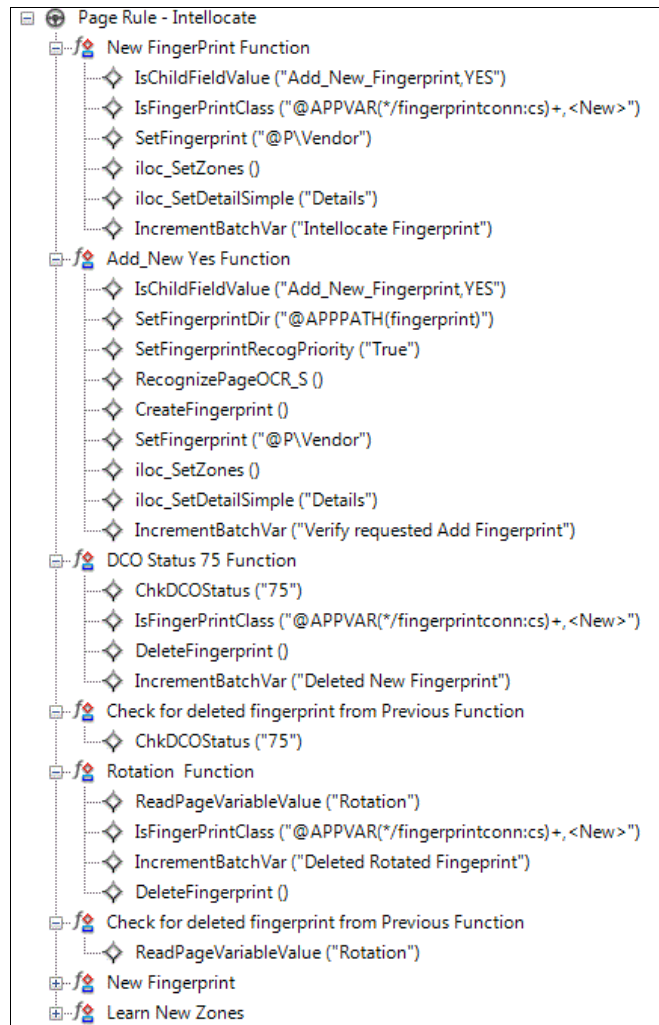 Page Rule - Intellocate
New FingerPrint Function
IsChildFieldValue ("Add_New_Fingerprint,YES")
IsFingerPrintClass ("@APPVAR(*/fingerprintconn:cs)+,<New>")
SetFingerprint ("@P\Vendor")
iloc_SetZones ()
iloc_SetDetailSimple ("Details")
IncrementBatchVar ("Intellocate Fingerprint")
Add_New Yes Function
IsChildFieldValue ("Add_New_Fingerprint,YES")
SetFingerprintDir ("@APPPATH(fingerprint)")
SetFingerprintRecogPriority ("True")
RecognizePageOCR_S ()
CreateFingerprint ()
SetFingerprint ("@P\Vendor")
iloc_SetZones ()
iloc_SetDetailSimple ("Details")
IncrementBatchVar ("Verify requested Add Fingerprint")
DCO Status 75 Function
ChkDCOStatus ("75")
IsFingerPrintClass ("@APPVAR(*/fingerprintconn:cs)+,<New>")
DeleteFingerprint ()
IncrementBatchVar ("Deleted New Fingerprint")
Check for deleted fingerprint from Previous Function
ChkDCOStatus ("75")
Rotation  Function
ReadPageVariableValue ("Rotation")
IsFingerPrintClass ("@APPVAR(*/fingerprintconn:cs)+,<New>")
IncrementBatchVar ("Deleted Rotated Fingeprint")
DeleteFingerprint ()
Check for deleted fingerprint from Previous Function
ReadPageVariableValue ("Rotation")
New Fingerprint
Learn New Zones